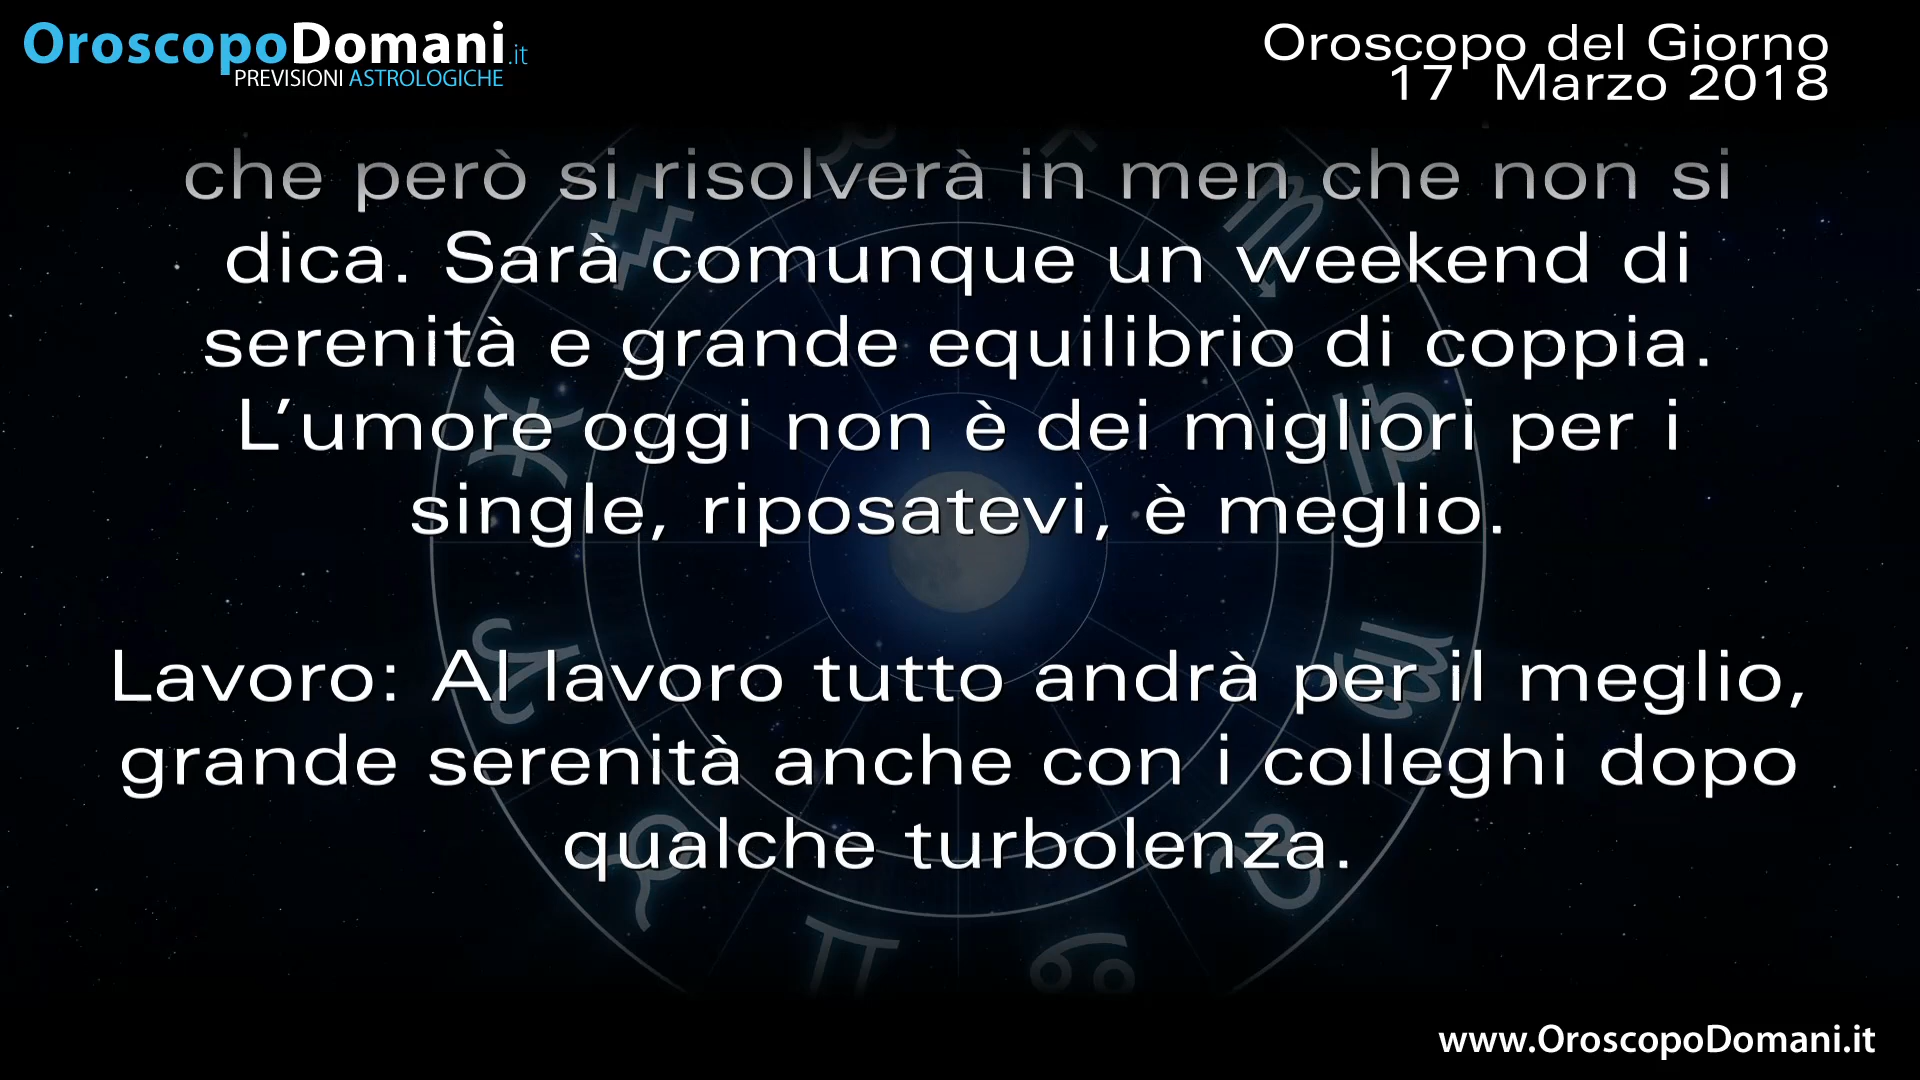 OroscopoDomani.it
PREVISIONI ASTROLOGICHE
Oroscopo del Giorno
17 Marzo 2018
che però si risolverà in men che non si
dica. Sarà comunque un weekend di
serenità e grande equilibrio di coppia.
L’umore oggi non è dei migliori per i
single, riposatevi, è meglio.
Lavoro: Al lavoro tutto andrà per il meglio,
grande serenità anche con i colleghi dopo
qualche turbolenza.
www.OroscopoDomani.it